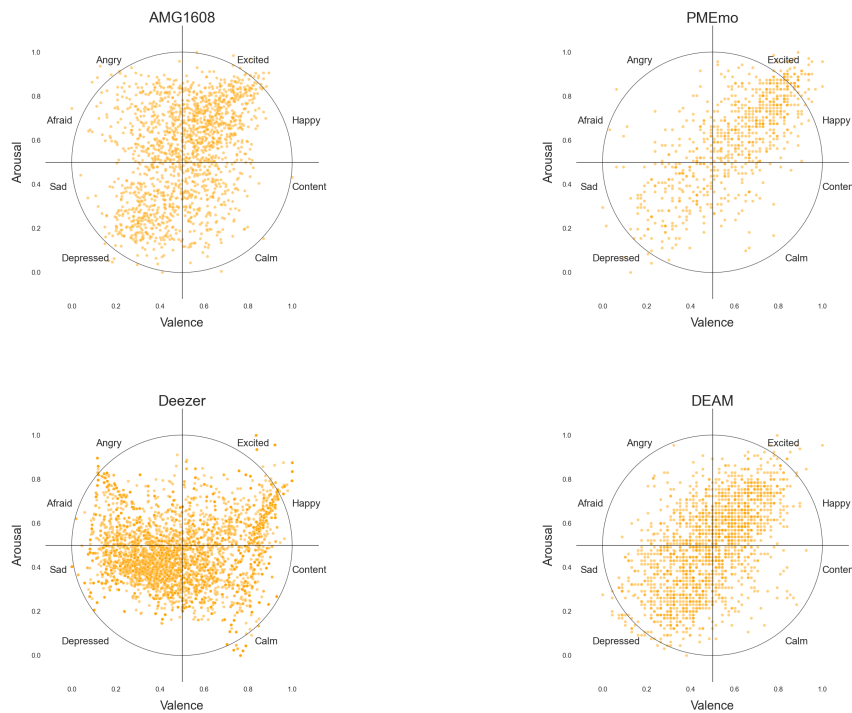 AMG1608
1.0
Angry
Excited
0.8
Afraid
Happy
0.6
Arousal
0.4
Sad
Content
0.2
Depressed
Calm
0.0
0.0 0.2 0.4 0.6 0.8 1.0
Valence
PMEmo
1.0
Angry
Excited
0.8
Afraid
Happy
0.6
Arousal
0.4
Sad
Conten
0.2
Depressed
Calm
0.0
0.0 0.2 0.4 0.6 0.8 1.0
Valence
Deezer
1.0
Angry
Excited
0.8
Afraid
Happy
0.6
Arousal
0.4
Sad
Content
0.2
Depressed
Calm
0.0
0.0 0.2 0.4 0.6 0.8 1.0
Valence
DEAM
1.0
Angry
Excited
0.8
Afraid
Happy
0.6
Arousal
0.4
Sad
Conten
0.2
Depressed
Calm
0.0
0.0 0.2 0.4 0.6 0.8 1.0
Valence